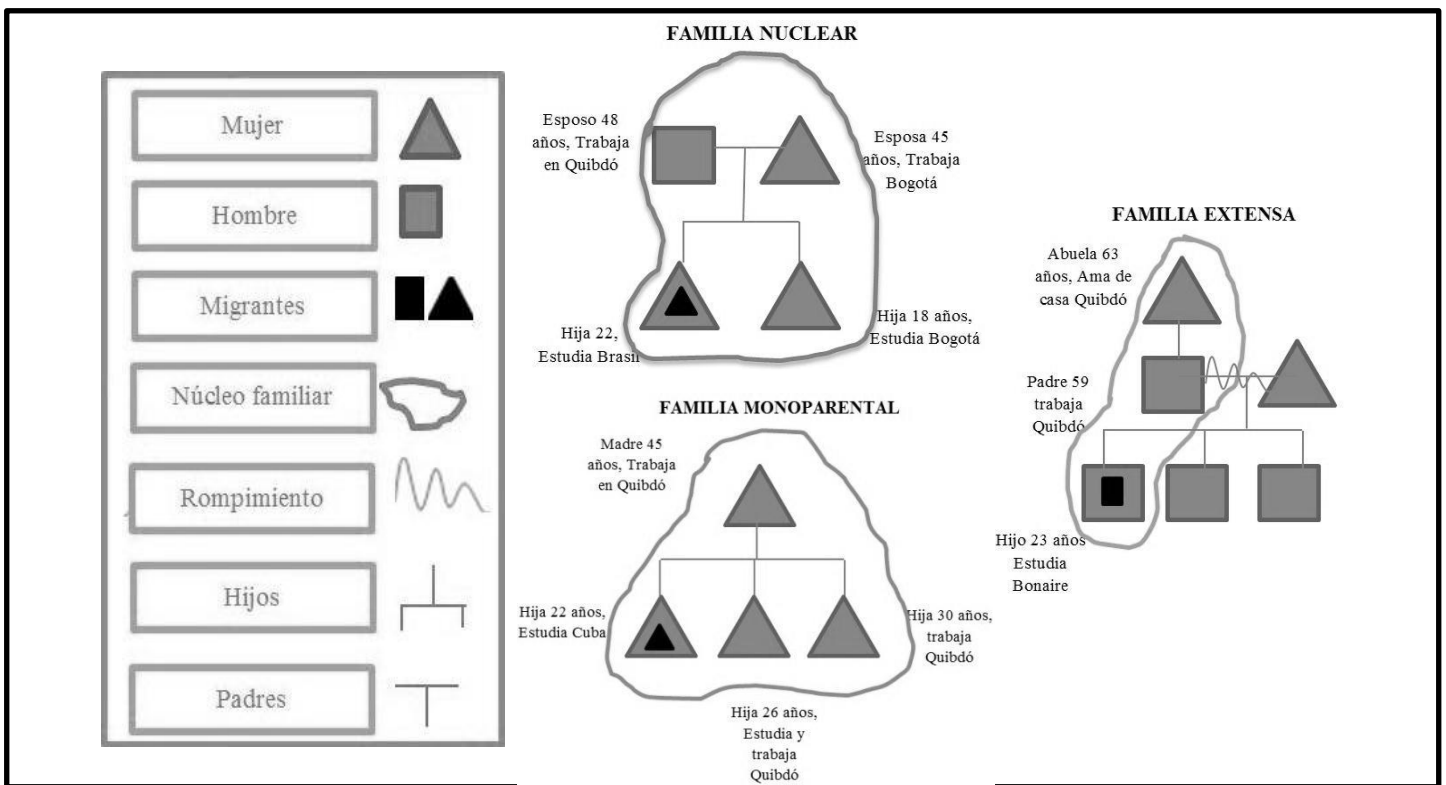 Mujer
Hombre
Migrantes
Núcleo familiar
Rompimiento
Hijos
Padres
FAMILIA NUCLEAR
Esposo 48
años, Trabaja
en Quibdó
Esposa 45
años, Trabaja
Bogotá
Hija 22,
Estudia Brasil
Hija 18 años,
Estudia Bogotá
FAMILIA MONOPARENTAL
Madre 45
años, Trabaja
en Quibdó
Hija 22 años,
Estudia Cuba
Hija 30 años,
trabaja
Quibdó
Hija 26 años,
Estudia y
trabaja
Quibdó
FAMILIA EXTENSA
Abuela 63
años, Ama de
casa Quibdó
Padre 59
trabaja
Quibdó
Hijo 23 años
Estudia
Bonaire